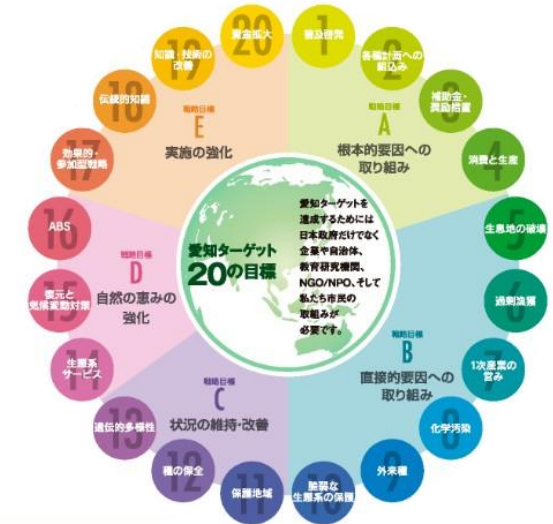 愛知ターゲット
20の目標
愛知ターゲットを
達成するためには
日本政府だけでなく
企業や自治体、
教育研究機関、
NGO/NPO、そして
私たち市民の
取組みが
必要です。
戦略目標
A
根本的要因への
取り組み
1
普及啓発
2
各種計画への
組込み
3
補助金・
奨励措置
4
消費と生産
戦略目標
B
直接的要因への
取り組み
5
生息地の破壊
6
過剰漁獲
7
1次産業の
営み
8
化学汚染
9
外来種
10
脆弱な
生態系の保護
戦略目標
C
状況の維持・改善
11
保護地域
12
種の保全
13
遺伝的多様性
戦略目標
D
自然の恵みの
強化
14
生態系
サービス
15
復元と
気候変動対策
16
ABS
戦略目標
E
実施の強化
17
効果的・
参加型戦略
18
伝統的知識
19
知識・技術の
改善
20
資金拡大